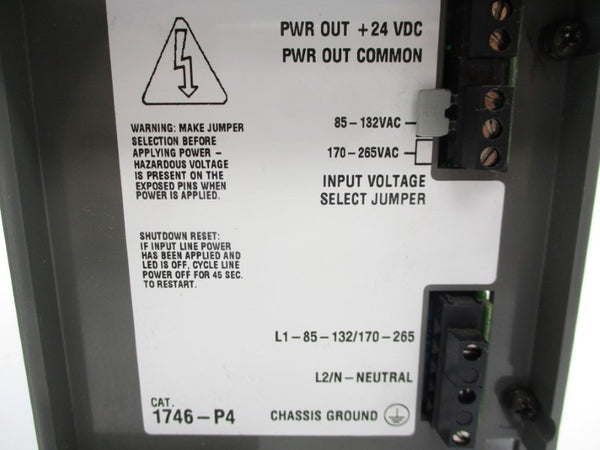 PWR OUT +24 VDC
PWR OUT COMMON
WARNING: MAKE JUMPER
SELECTION BEFORE
APPLYING POWER –
HAZARDOUS VOLTAGE
IS PRESENT ON THE
EXPOSED PINS WHEN
POWER IS APPLIED.
85–132VAC
170–265VAC
INPUT VOLTAGE
SELECT JUMPER
SHUTDOWN RESET:
IF INPUT LINE POWER
HAS BEEN APPLIED AND
LED IS OFF, CYCLE LINE
POWER OFF FOR 45 SEC.
TO RESTART.
L1–85–132/170–265
L2/N–NEUTRAL
CAT.
1746–P4
CHASSIS GROUND